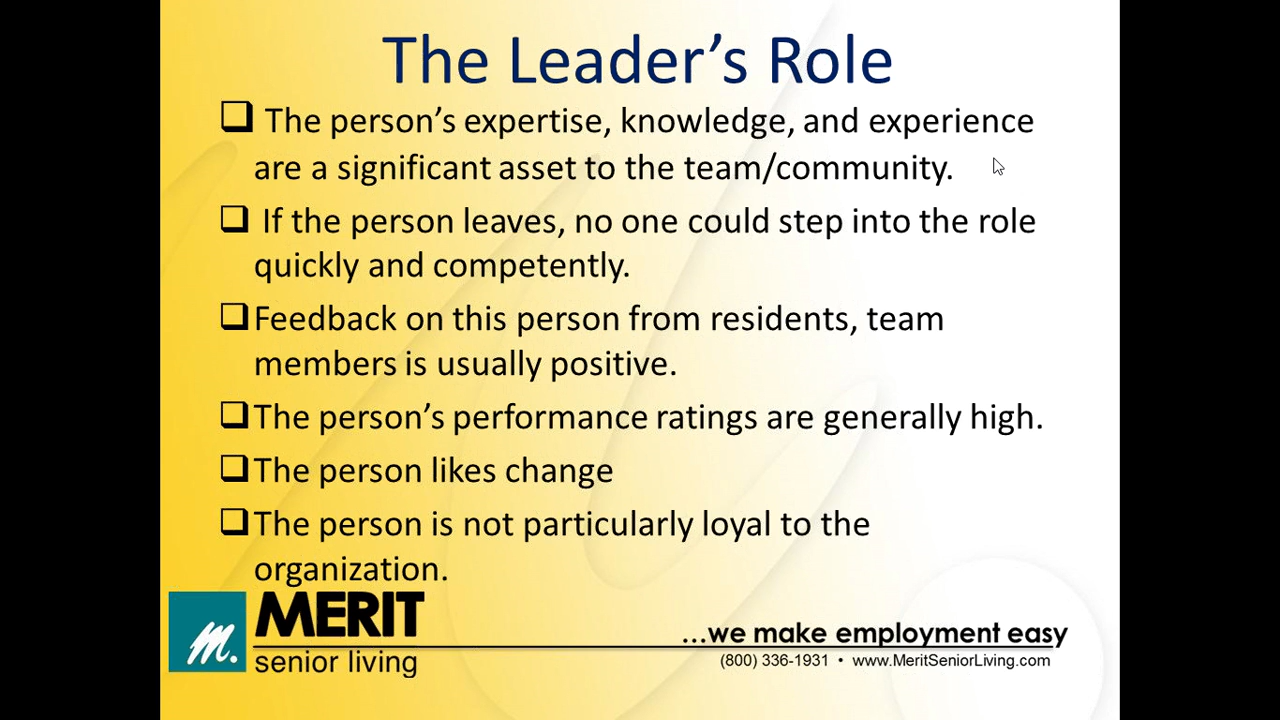 The Leader’s Role
❑ The person’s expertise, knowledge, and experience
are a significant asset to the team/community.
❑ If the person leaves, no one could step into the role
quickly and competently.
❑Feedback on this person from residents, team
members is usually positive.
❑The person’s performance ratings are generally high.
❑The person likes change
❑The person is not particularly loyal to the
organization.
m.
MERIT
senior living
...we make employment easy
(800) 336-1931 • www.MeritSeniorLiving.com